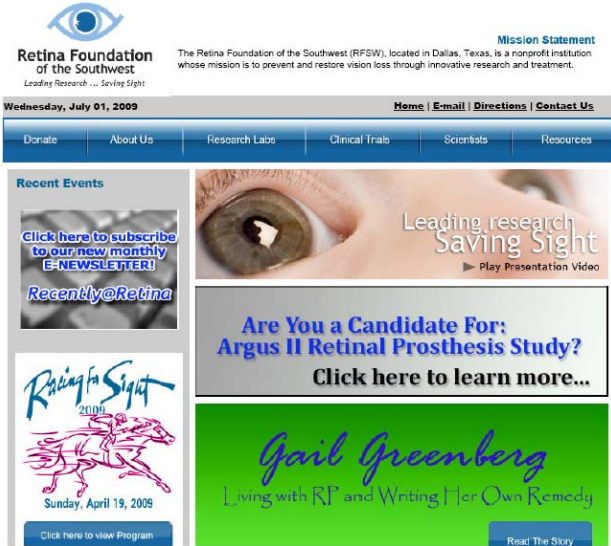 Retina Foundation
of the Southwest
Leading Research ... Saving Sight
Mission Statement
The Retina Foundation of the Southwest (RFSW), located in Dallas, Texas, is a nonprofit institution
whose mission is to prevent and restore vision loss through innovative research and treatment.
Wednesday, July 01, 2009
Home | E-mail | Directions | Contact Us
Donate
About Us
Research Labs
Clinical Trials
Scientists
Resources
Recent Events
Click here to subscribe
to our new monthly
E-NEWSLETTER!
Recently@Retina
Racing for Sight
2009
Sunday, April 19, 2009
Click here to view Program
Leading research
Saving Sight
Play Presentation Video
Are You a Candidate For:
Argus II Retinal Prosthesis Study?
Click here to learn more...
Gail Greenberg
Living with RP and Writing Her Own Remedy
Read The Story